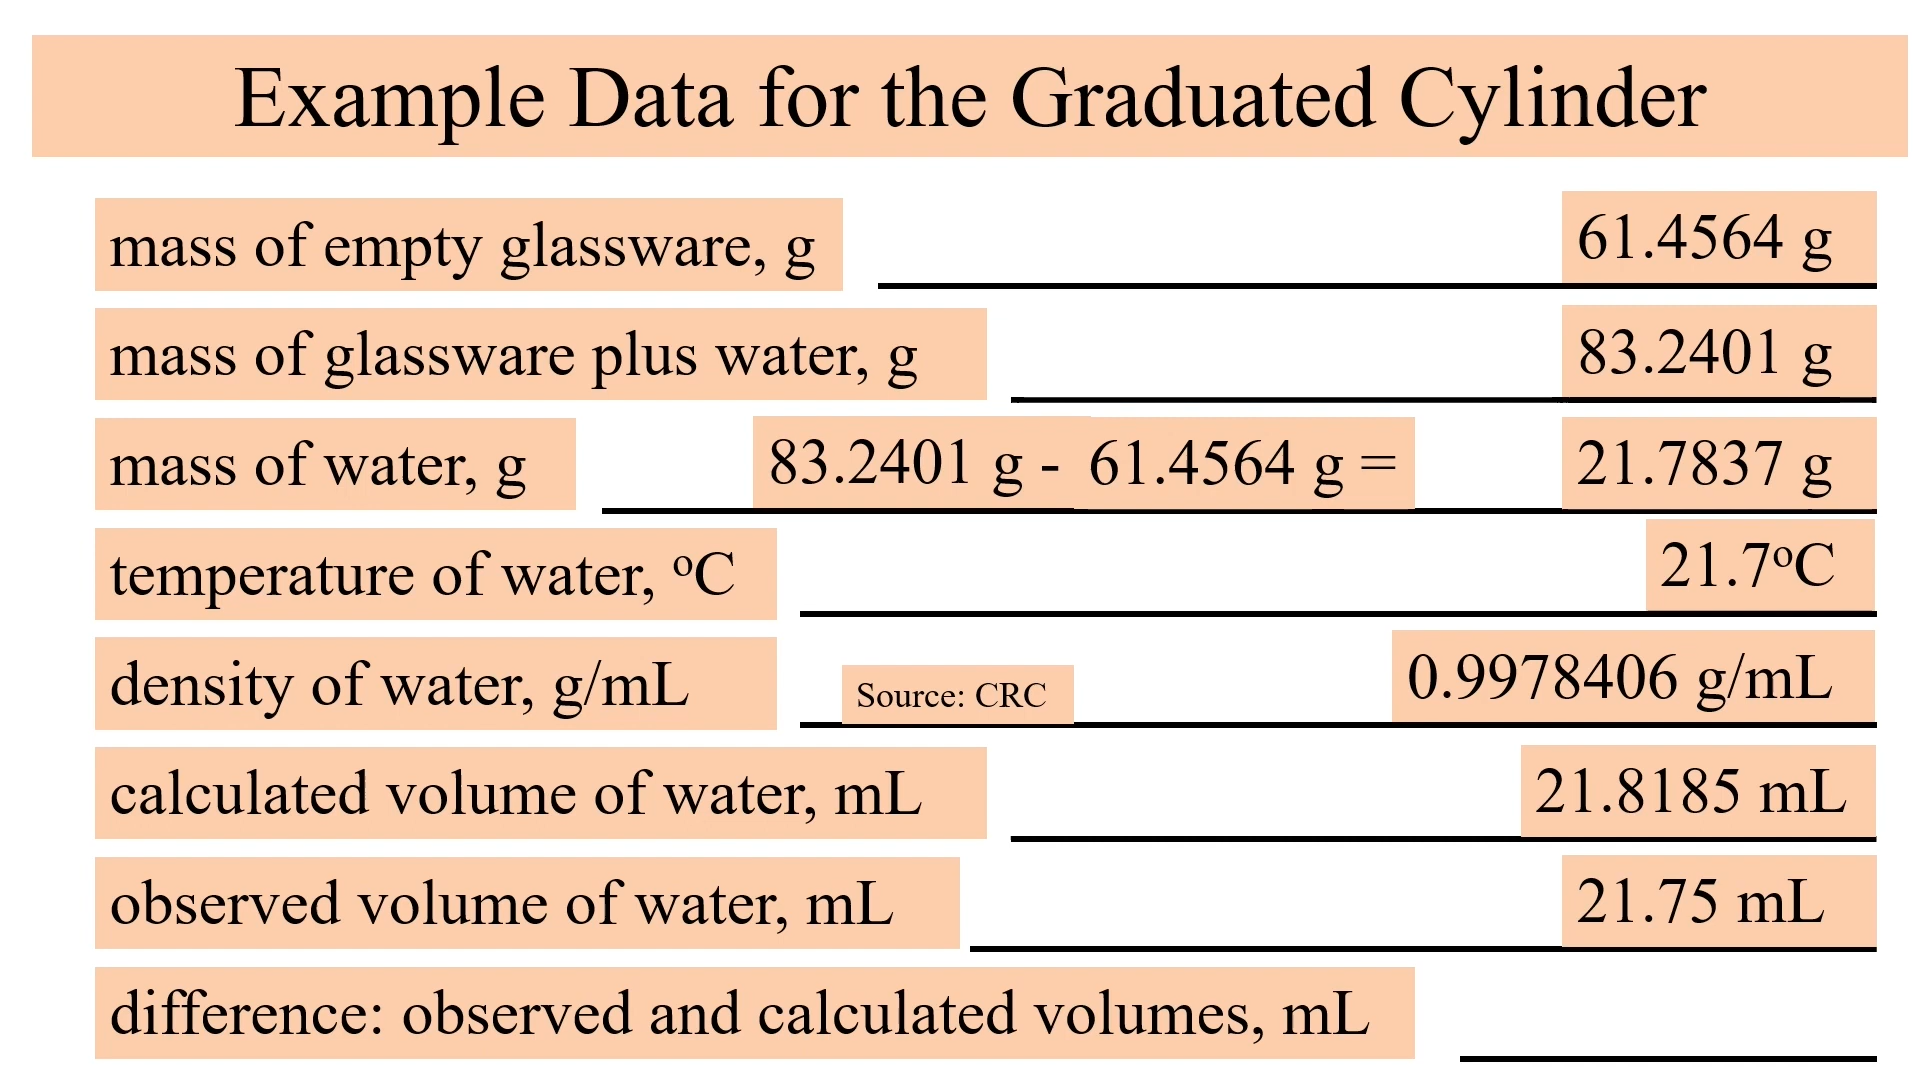 Example Data for the Graduated Cylinder
mass of empty glassware, g 61.4564 g
mass of glassware plus water, g 83.2401 g
mass of water, g 83.2401 g - 61.4564 g = 21.7837 g
temperature of water, ºC 21.7ºC
density of water, g/mL Source: CRC 0.9978406 g/mL
calculated volume of water, mL 21.8185 mL
observed volume of water, mL 21.75 mL
difference: observed and calculated volumes, mL